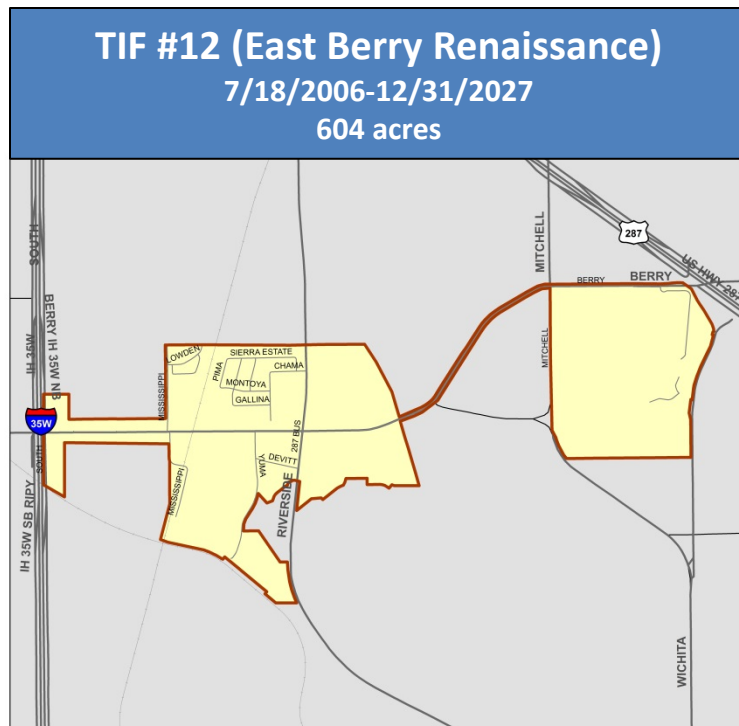 TIF #12 (East Berry Renaissance)
7/18/2006-12/31/2027
604 acres
SOUTH
IH 35W
BERRY IH 35W NB
MITCHELL
287
US HWY 287
BERRY
BERRY
LOWDEN
SIERRA ESTATE
CHAMA
PIMA
MONTOYA
GALLINA
MISSISSIPPI
MITCHELL
35W
SOUTH
287 BUS
YUMA
DEVITT
MISSISSIPPI
RIVERSIDE
IH 35W SB RIPY
WICHITA